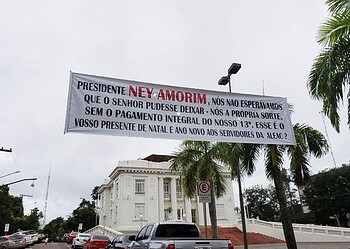 PRESIDENTE NEY AMORIM, NÓS NÃO ESPERÁVAMOS
QUE O SENHOR PUDESSE DEIXAR - NÓS A PRÓPRIA SORTE,
SEM O PAGAMENTO INTEGRAL DO NOSSO 13º. ESSE É O
VOSSO PRESENTE DE NATAL E ANO NOVO AOS SERVIDORES DA ALEAC?
E